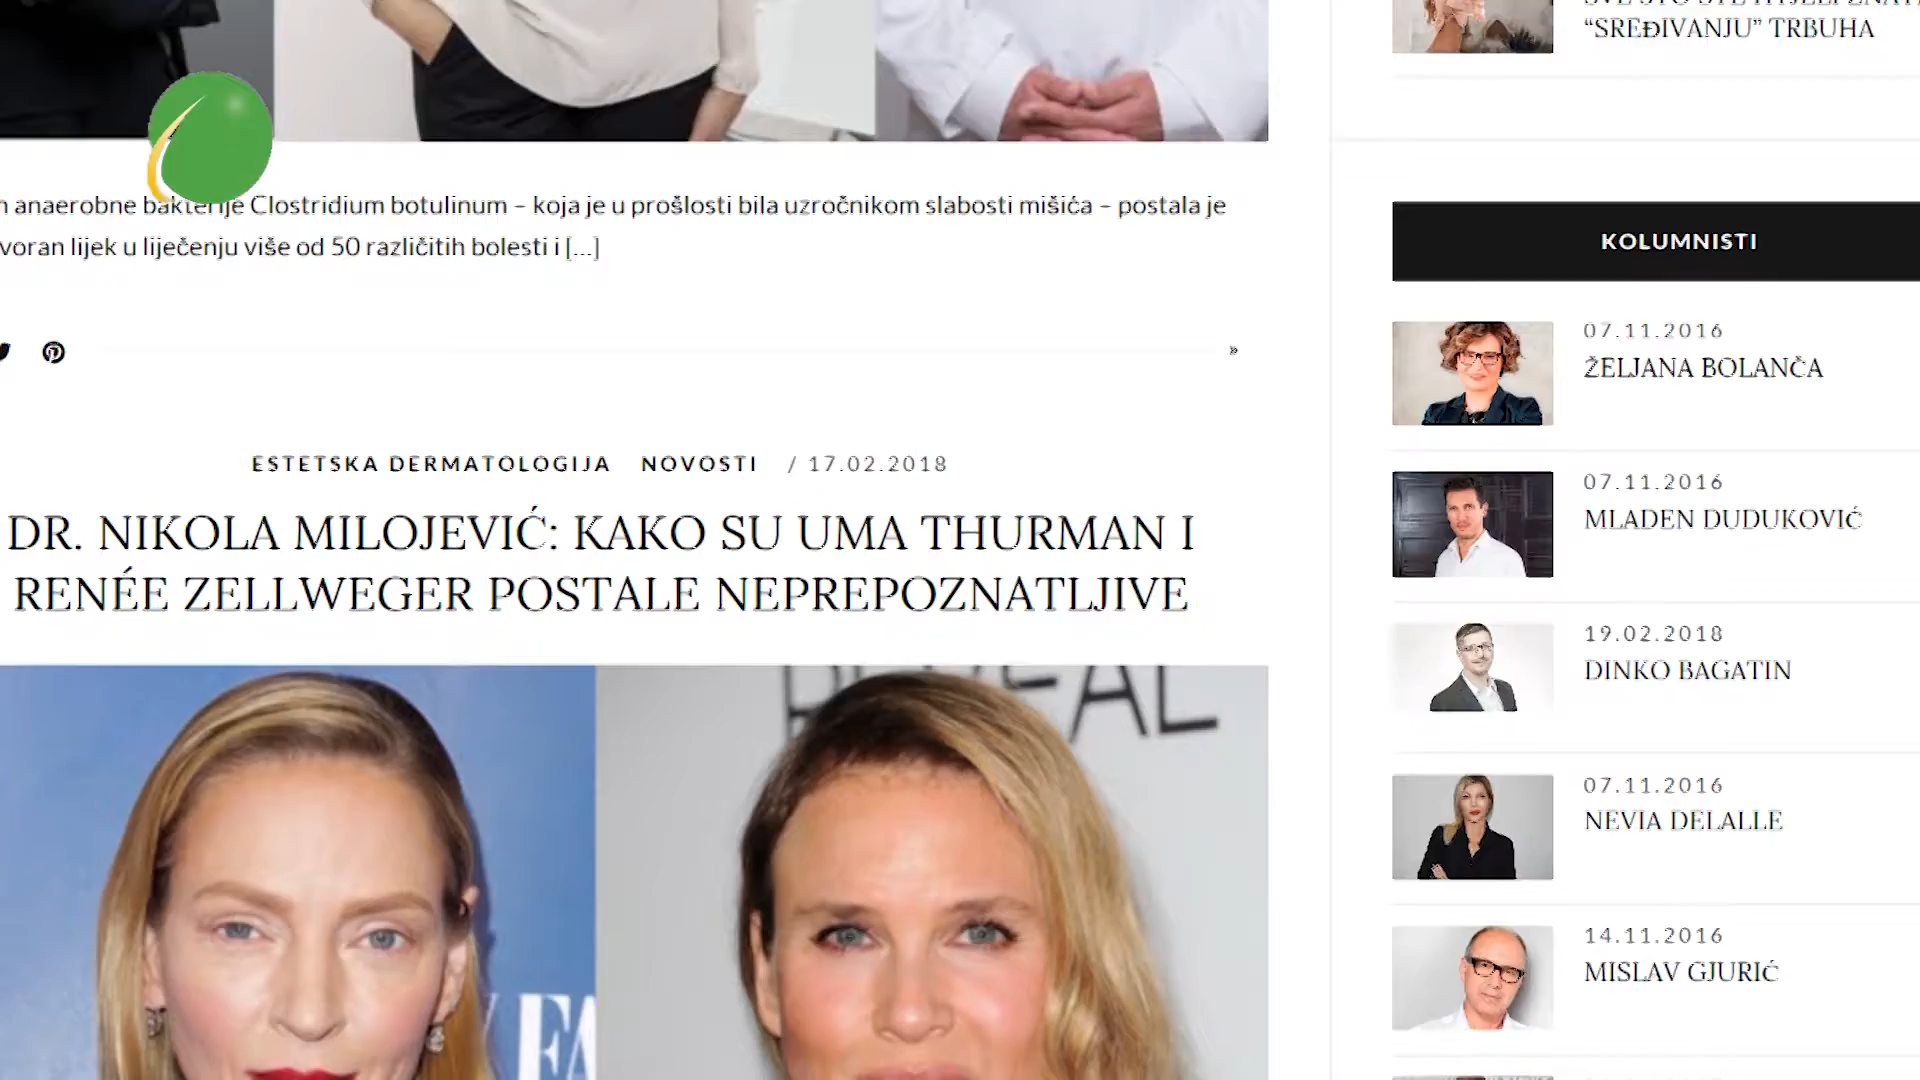 “SREĐIVANJU” TRBUHA
anaerobne bakterije Clostridium botulinum – koja je u prošlosti bila uzročnikom slabosti mišića – postala je
lijek u liječenju više od 50 različitih bolesti i [...]
»
ESTETSKA DERMATOLOGIJA NOVOSTI / 17.02.2018
DR. NIKOLA MILOJEVIĆ: KAKO SU UMA THURMAN I
RENÉE ZELLWEGER POSTALE NEPREPOZNATLJIVE
KOLUMNISTI
07.11.2016
ŽELJANA BOLANČA
07.11.2016
MLADEN DUDUKOVIĆ
19.02.2018
DINKO BAGATIN
07.11.2016
NEVIA DELALLE
14.11.2016
MISLAV GJURIĆ